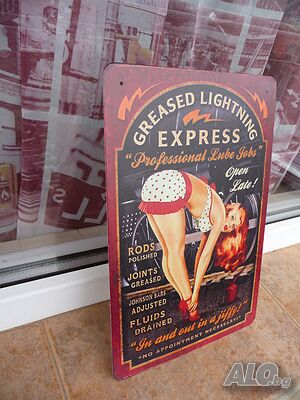 GREASED LIGHTNING
EXPRESS
"Professional Lube Jobs"
Open
Late!
RODS
POLISHED
JOINTS
GREASED
JOHNSON BARS
ADJUSTED
FLUIDS
DRAINED
"In and out in a jiffy!"
"NO APPOINTMENT NECESSARY!"
ALO.bg